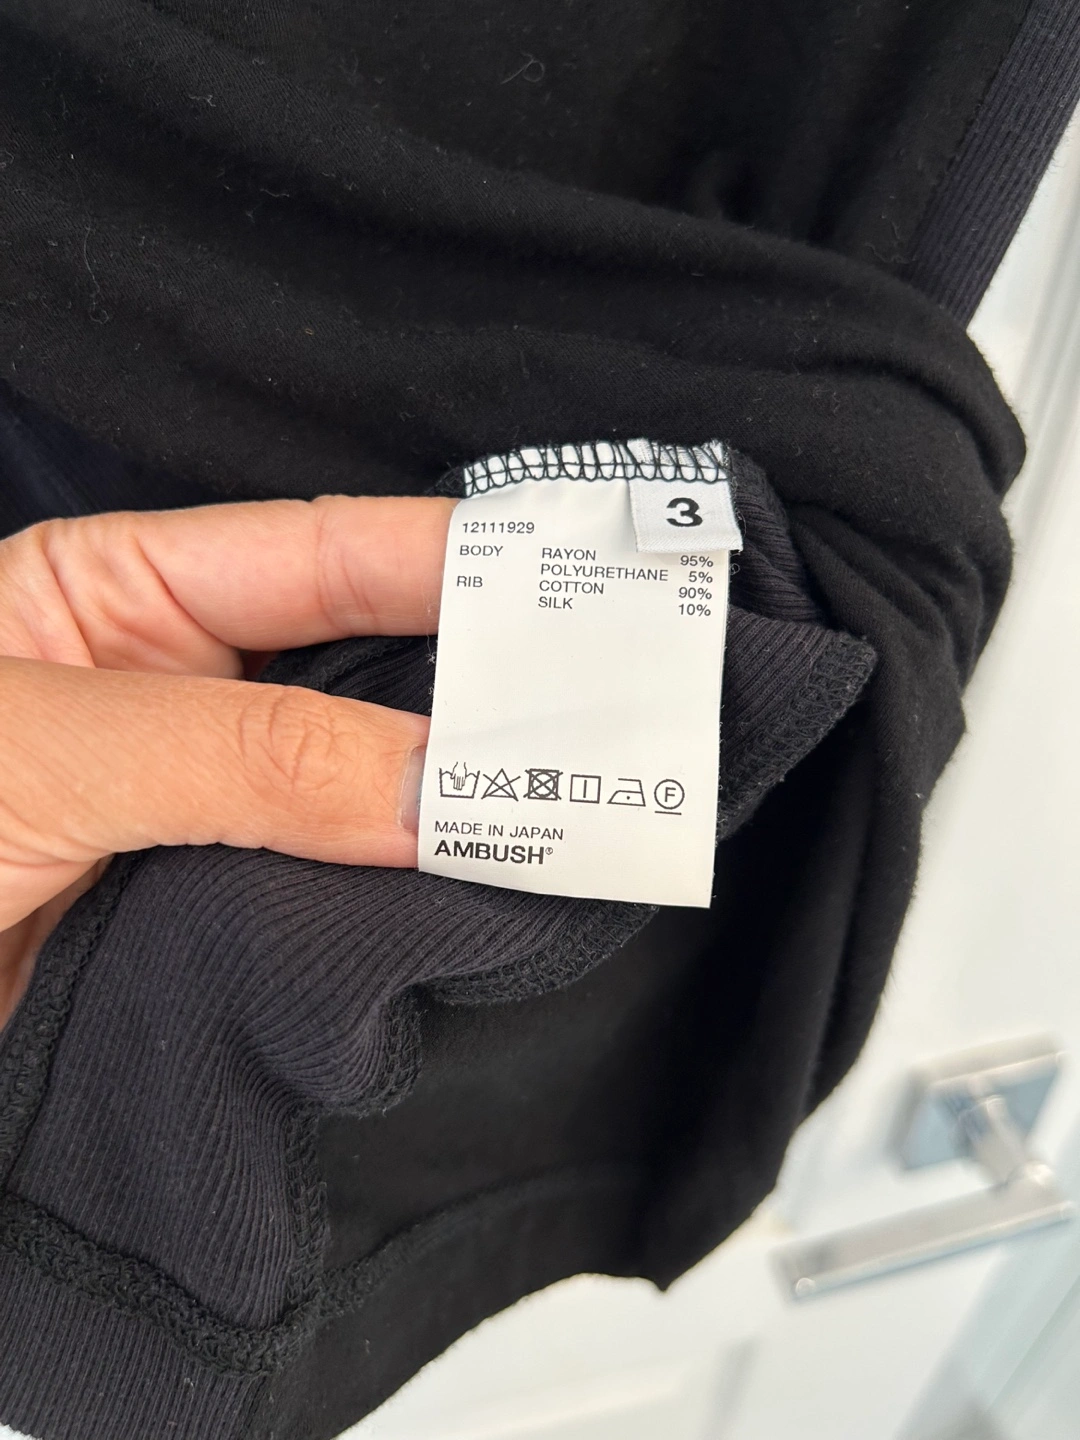 3
12111929
BODY RAYON 95%
POLYURETHANE 5%
RIB COTTON 90%
SILK 10%
F
MADE IN JAPAN
AMBUSH®